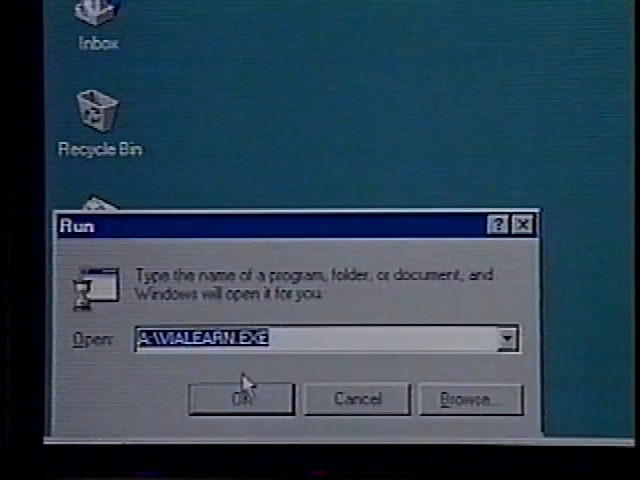 Inbox
Recycle Bin
Run
Type the name of a program, folder, or document, and
Windows will open it for you.
Open: A:\VIALEARN.EXE
OK Cancel Browse...